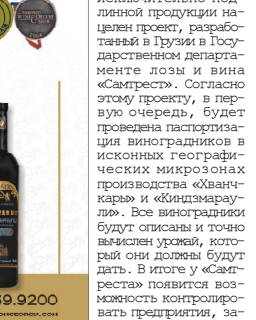 линной продукции на-
целен проект, разрабо-
танный в Грузии в Госу-
дарственном департа-
менте лозы и вина
«Самтрест». Согласно
этому проекту, в пер-
вую очередь, будет
проведена паспортиза-
ция виноградников в
исконных географи-
ческих микрозонах
производства «Хванч-
кары» и «Киндзмарау-
ли». Все виноградники
будут описаны и точно
вычислен урожай, кото-
рый они должны будут
дать. В итоге у «Самт-
реста» появится воз-
можность контролиро-
вать предприятия, за-
69.9200